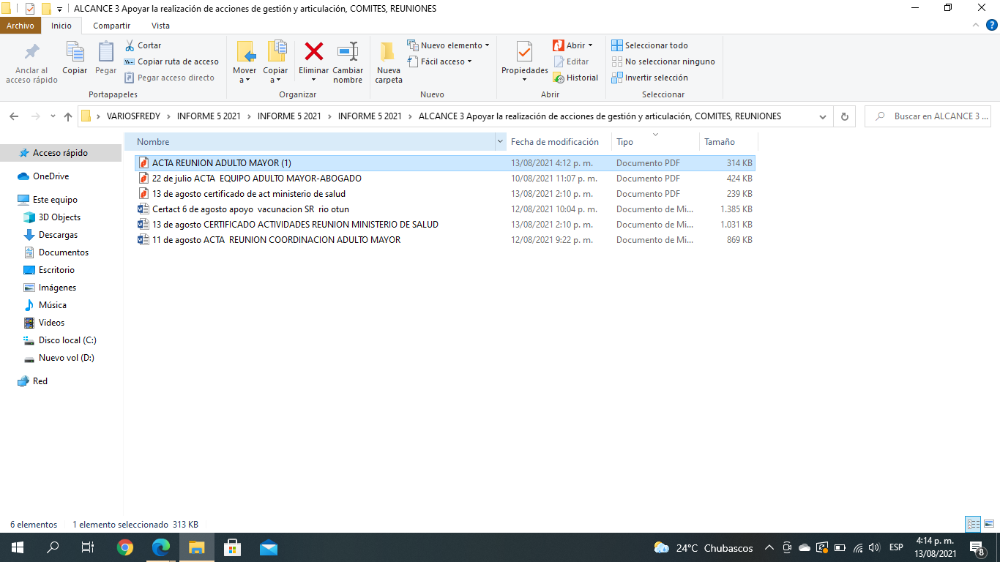 ALCANCE 3 Apoyar la realización de acciones de gestión y articulación, COMITES, REUNIONES
Archivo Inicio Compartir Vista
Anclar al acceso rápido
Copiar
Pegar
Cortar
Copiar ruta de acceso
Pegar acceso directo
Portapapeles
Mover a
Copiar a
Eliminar
Cambiar nombre
Organizar
Nueva carpeta
Nuevo elemento
Fácil acceso
Nuevo
Propiedades
Abrir
Editar
Historial
Abrir
Seleccionar todo
No seleccionar ninguno
Invertir selección
Seleccionar
VARIOSFREDY > INFORME 5 2021 > INFORME 5 2021 > INFORME 5 2021 > ALCANCE 3 Apoyar la realización de acciones de gestión y articulación, COMITES, REUNIONES
Buscar en ALCANCE 3 ...
Acceso rápido
OneDrive
Este equipo
3D Objects
Descargas
Documentos
Escritorio
Imágenes
Música
Videos
Disco local (C:)
Nuevo vol (D:)
Red
Nombre Fecha de modificación Tipo Tamaño
ACTA REUNION ADULTO MAYOR (1) 13/08/2021 4:12 p. m. Documento PDF 314 KB
22 de julio ACTA  EQUIPO ADULTO MAYOR-ABOGADO 10/08/2021 11:07 p. m. Documento PDF 424 KB
13 de agosto certificado de act ministerio de salud 13/08/2021 2:10 p. m. Documento PDF 239 KB
Certact 6 de agosto apoyo  vacunacion SR  rio otun 12/08/2021 10:04 p. m. Documento de Mi... 1.385 KB
13 de agosto CERTIFICADO ACTIVIDADES REUNION MINISTERIO DE SALUD 13/08/2021 2:10 p. m. Documento de Mi... 1.031 KB
11 de agosto ACTA  REUNION COORDINACION ADULTO MAYOR 12/08/2021 9:22 p. m. Documento de Mi... 869 KB
6 elementos 1 elemento seleccionado 313 KB
24°C Chubascos
ESP
4:14 p. m.
13/08/2021
8